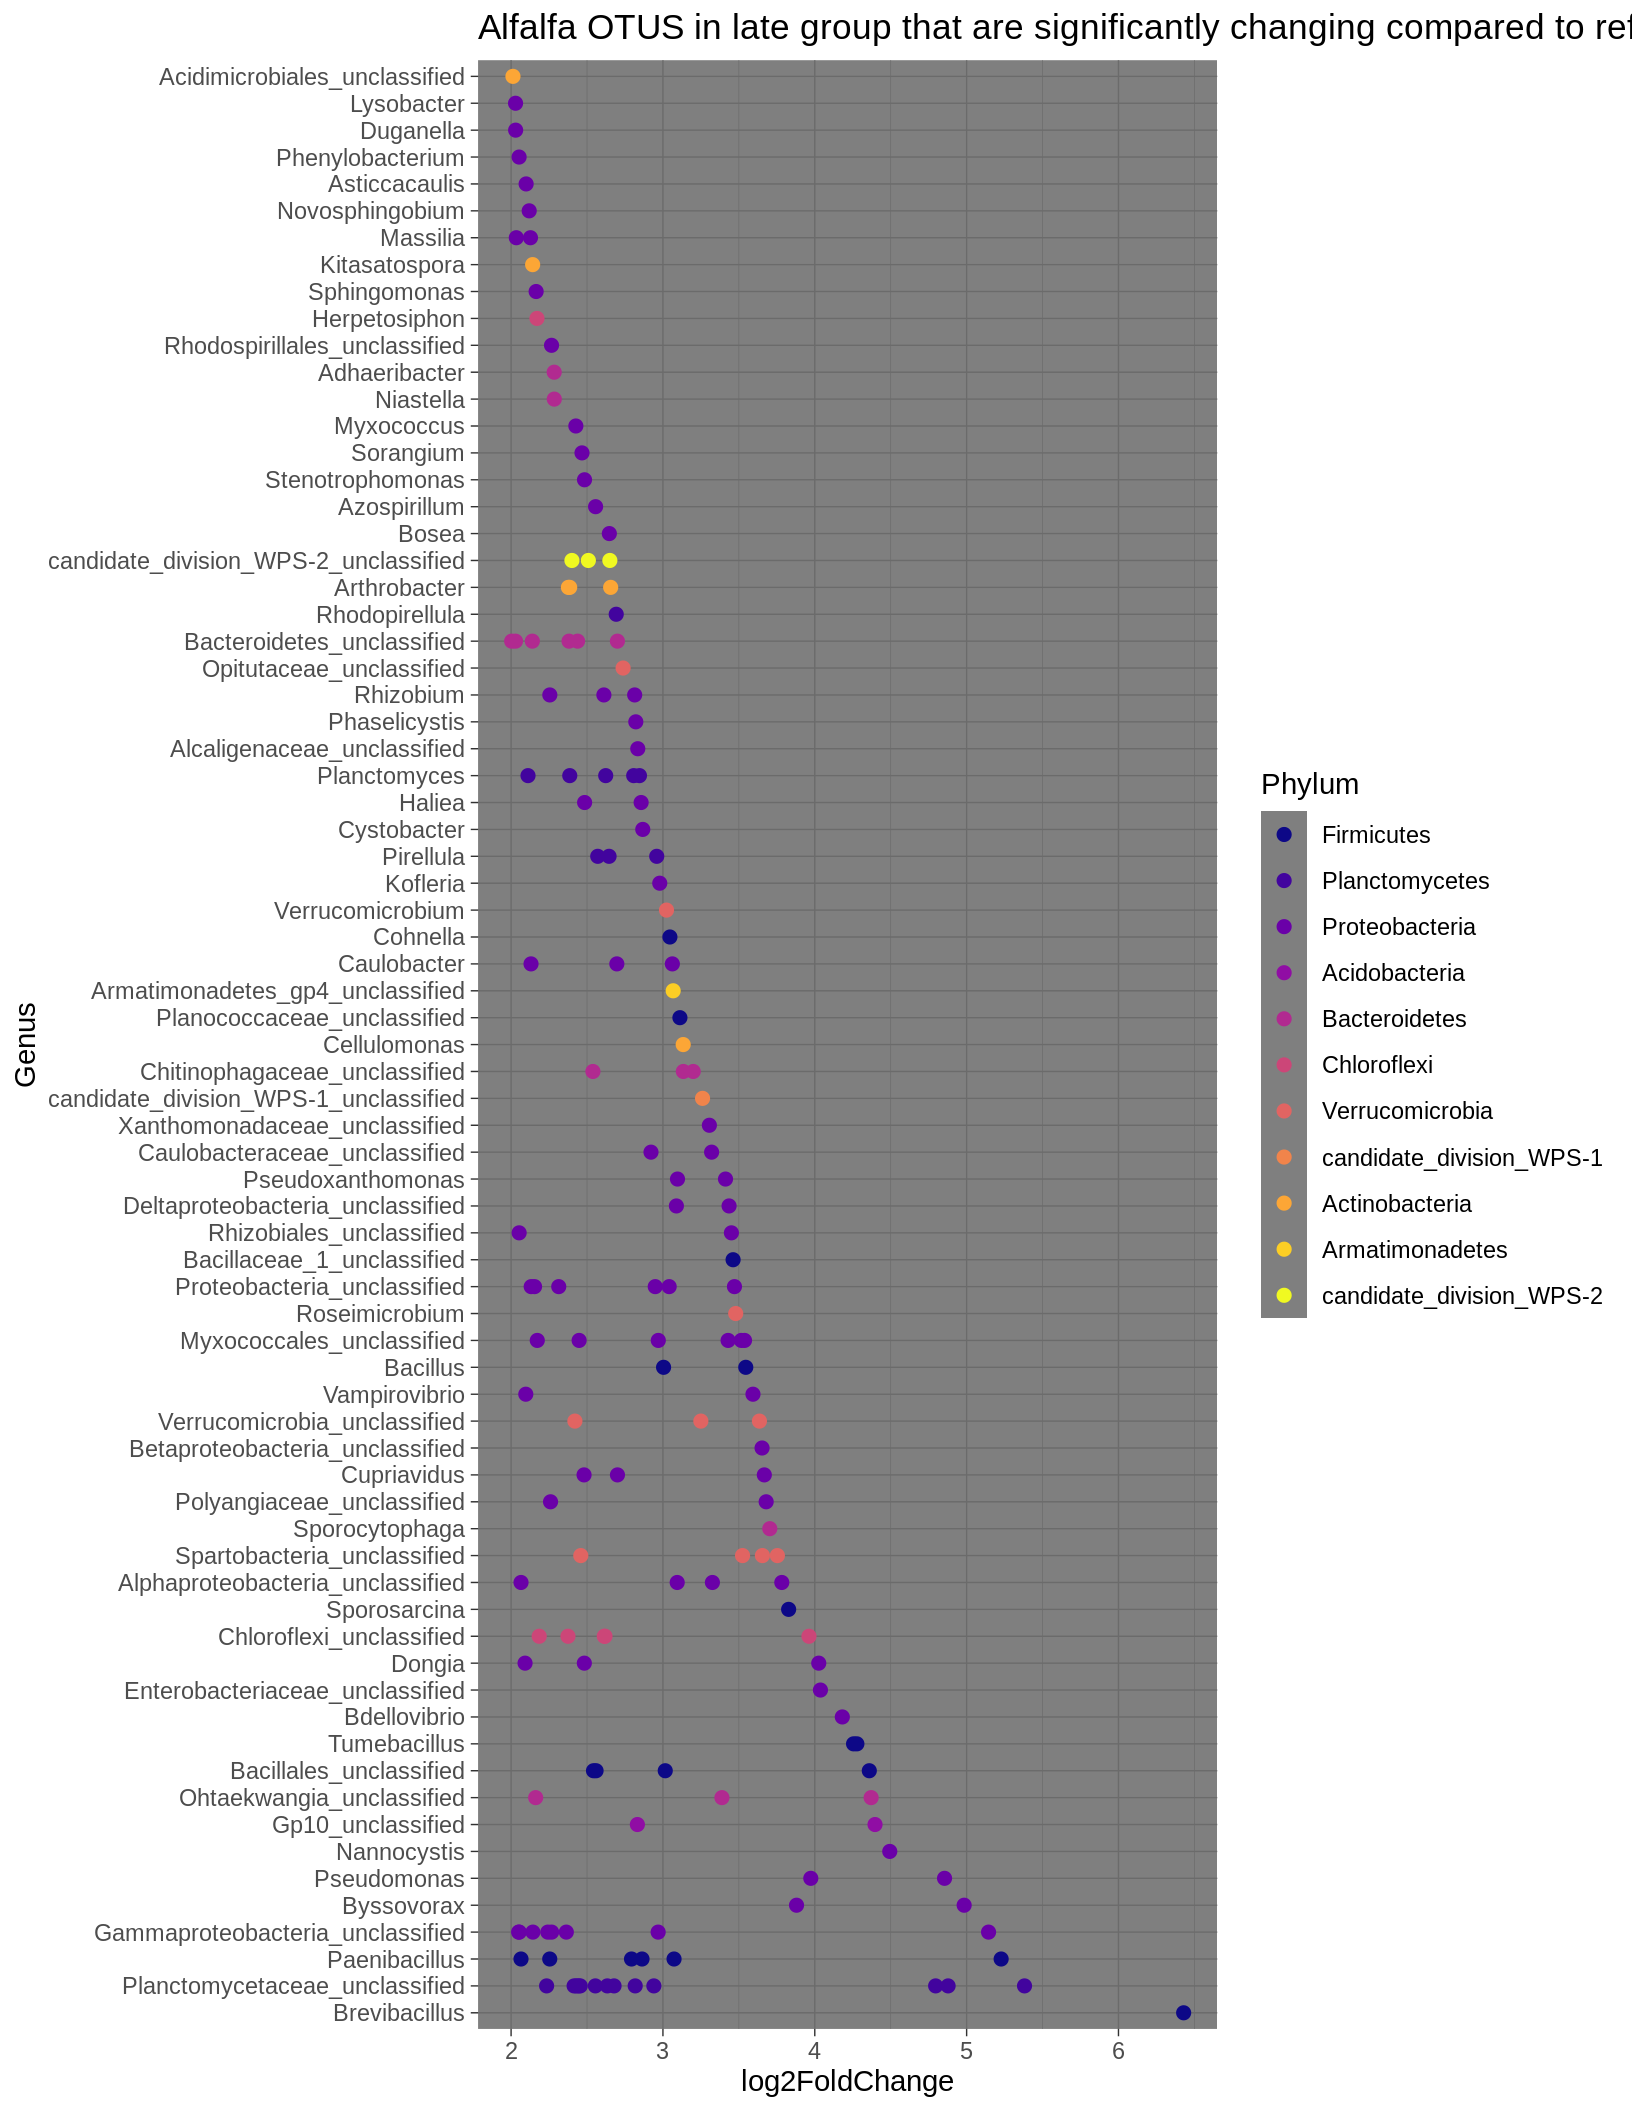 Alfalfa OTUS in late group that are significantly changing compared to ref
Acidimicrobiales_unclassified
Lysobacter
Duganella
Phenylobacterium
Asticcacaulis
Novosphingobium
Massilia
Kitasatospora
Sphingomonas
Herpetosiphon
Rhodospirillales_unclassified
Adhaeribacter
Niastella
Myxococcus
Sorangium
Stenotrophomonas
Azospirillum
Bosea
candidate_division_WPS-2_unclassified
Arthrobacter
Rhodopirellula
Bacteroidetes_unclassified
Opitutaceae_unclassified
Rhizobium
Phaselicystis
Alcaligenaceae_unclassified
Planctomyces
Haliea
Cystobacter
Pirellula
Kofleria
Verrucomicrobium
Cohnella
Caulobacter
Armatimonadetes_gp4_unclassified
Planococcaceae_unclassified
Cellulomonas
Chitinophagaceae_unclassified
candidate_division_WPS-1_unclassified
Xanthomonadaceae_unclassified
Caulobacteraceae_unclassified
Pseudoxanthomonas
Deltaproteobacteria_unclassified
Rhizobiales_unclassified
Bacillaceae_1_unclassified
Proteobacteria_unclassified
Roseimicrobium
Myxococcales_unclassified
Bacillus
Vampirovibrio
Verrucomicrobia_unclassified
Betaproteobacteria_unclassified
Cupriavidus
Polyangiaceae_unclassified
Sporocytophaga
Spartobacteria_unclassified
Alphaproteobacteria_unclassified
Sporosarcina
Chloroflexi_unclassified
Dongia
Enterobacteriaceae_unclassified
Bdellovibrio
Tumebacillus
Bacillales_unclassified
Ohtaekwangia_unclassified
Gp10_unclassified
Nannocystis
Pseudomonas
Byssovorax
Gammaproteobacteria_unclassified
Paenibacillus
Planctomycetaceae_unclassified
Brevibacillus
Genus
2 3 4 5 6
log2FoldChange
Phylum
Firmicutes
Planctomycetes
Proteobacteria
Acidobacteria
Bacteroidetes
Chloroflexi
Verrucomicrobia
candidate_division_WPS-1
Actinobacteria
Armatimonadetes
candidate_division_WPS-2